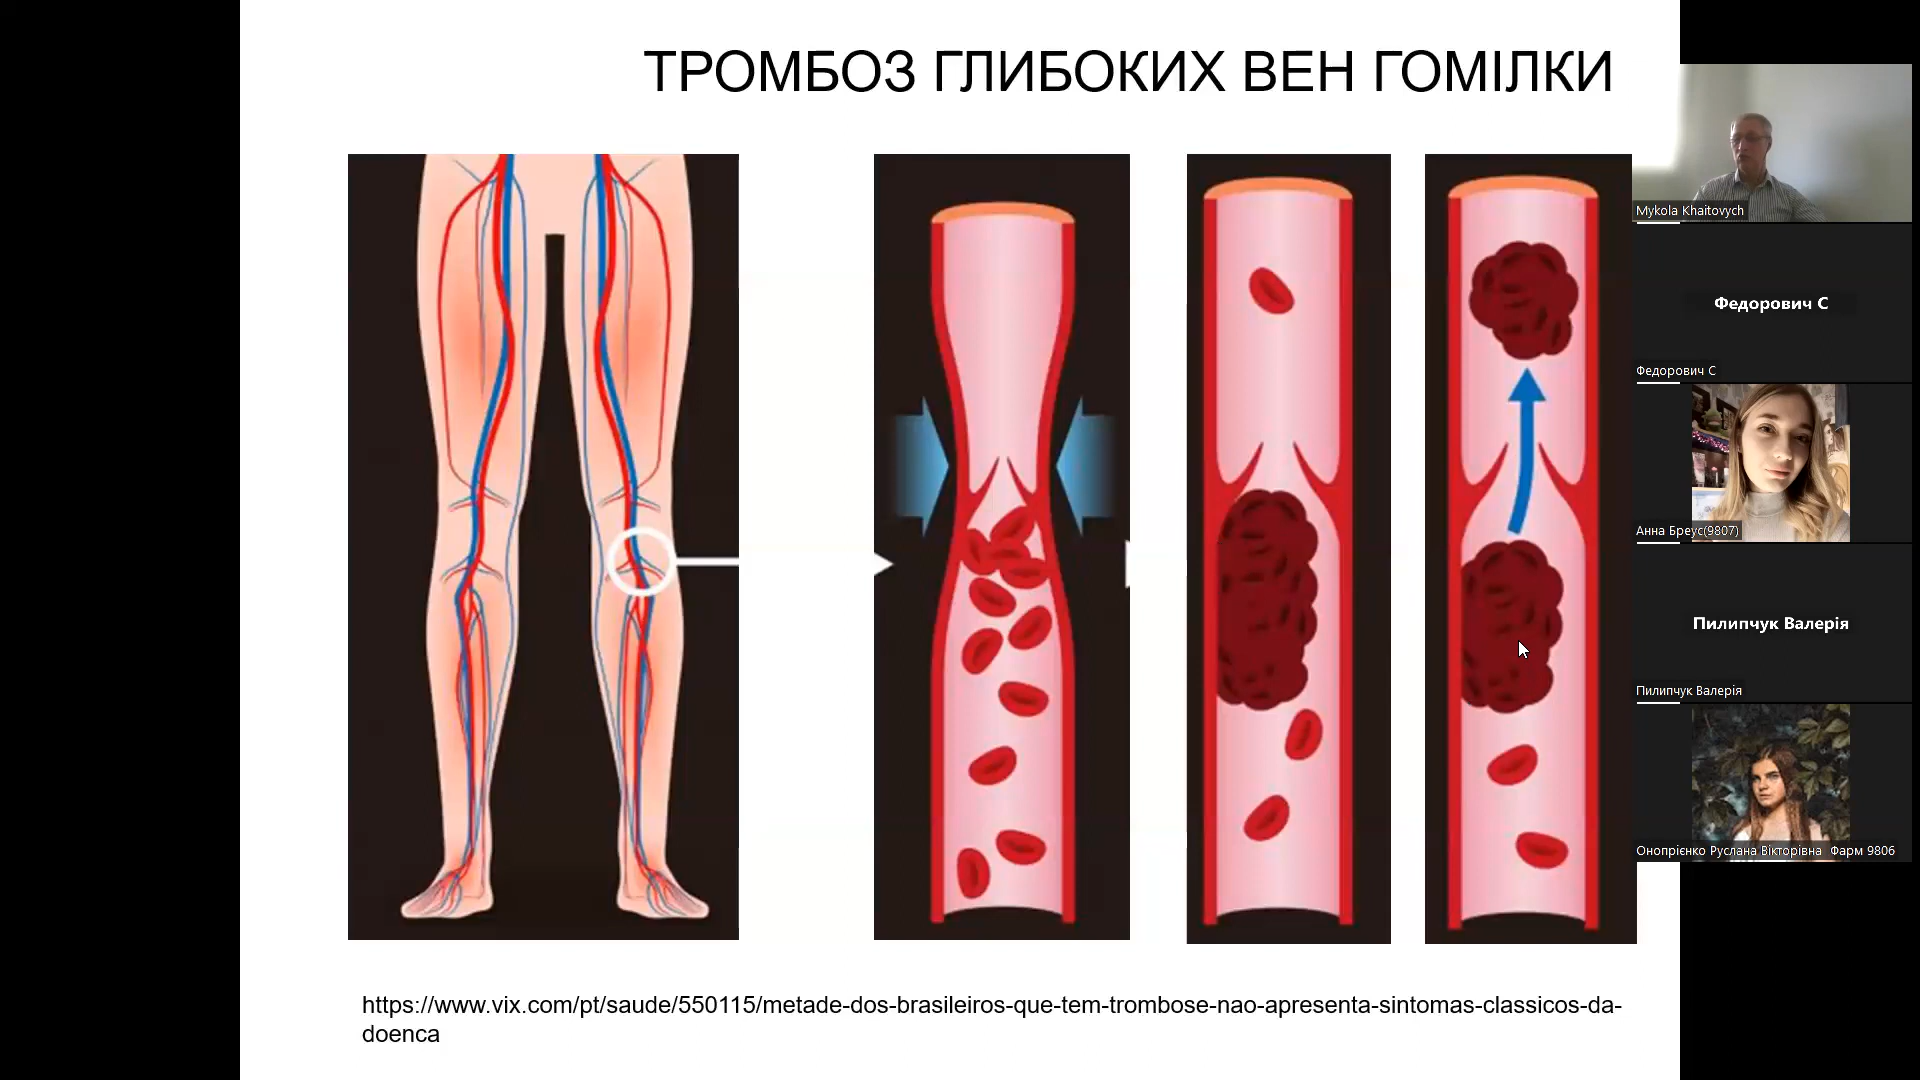 ТРОМБОЗ ГЛИБОКИХ ВЕН ГОМІЛКИ
https://www.vix.com/pt/saude/550115/metade-dos-brasileiros-que-tem-trombose-nao-apresenta-sintomas-classicos-da-
doenca
Mykola Khaitovych
Федорович С
Федорович С
Анна Бреус(9807)
Пилипчук Валерія
Пилипчук Валерія
Онопрієнко Руслана Вікторівна Фарм 9806